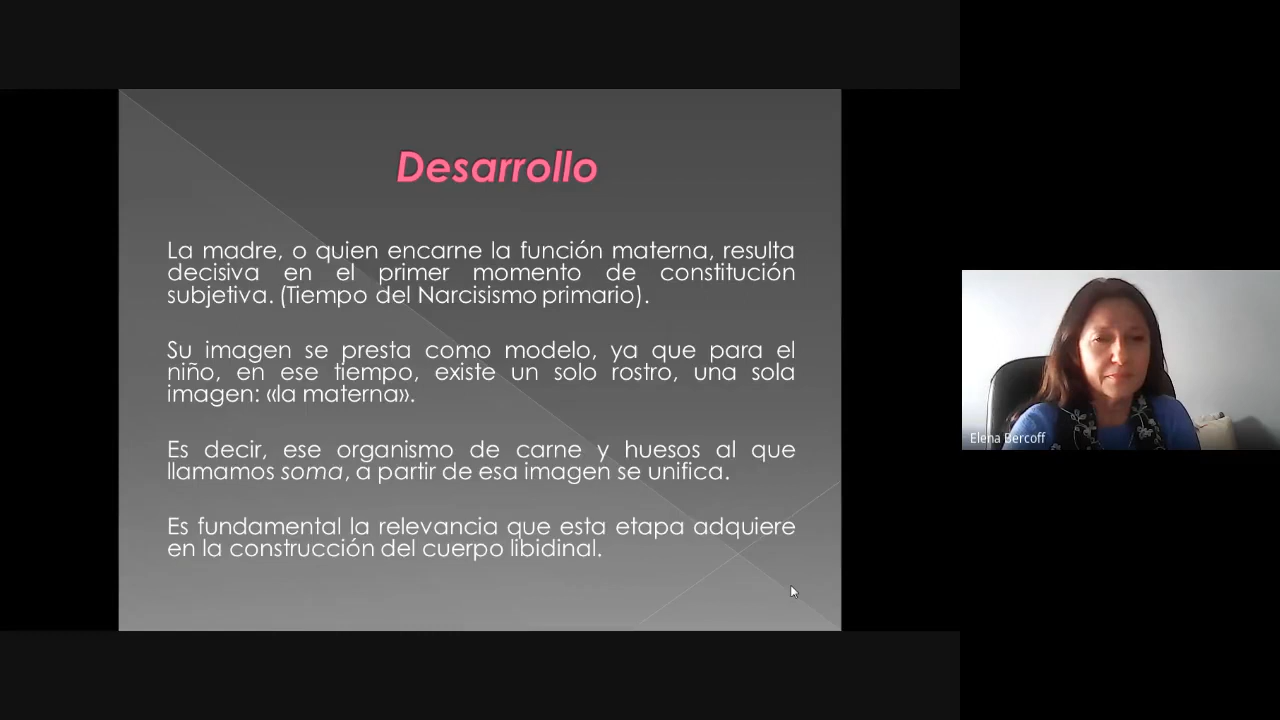 Desarrollo
La madre, o quien encarne la función materna, resulta
decisiva en el primer momento de constitución
subjetiva. (Tiempo del Narcisismo primario).
Su imagen se presta como modelo, ya que para el
niño, en ese tiempo, existe un solo rostro, una sola
imagen: «la materna».
Es decir, ese organismo de carne y huesos al que
llamamos soma, a partir de esa imagen se unifica.
Es fundamental la relevancia que esta etapa adquiere
en la construcción del cuerpo libidinal.
Elena Bercoff